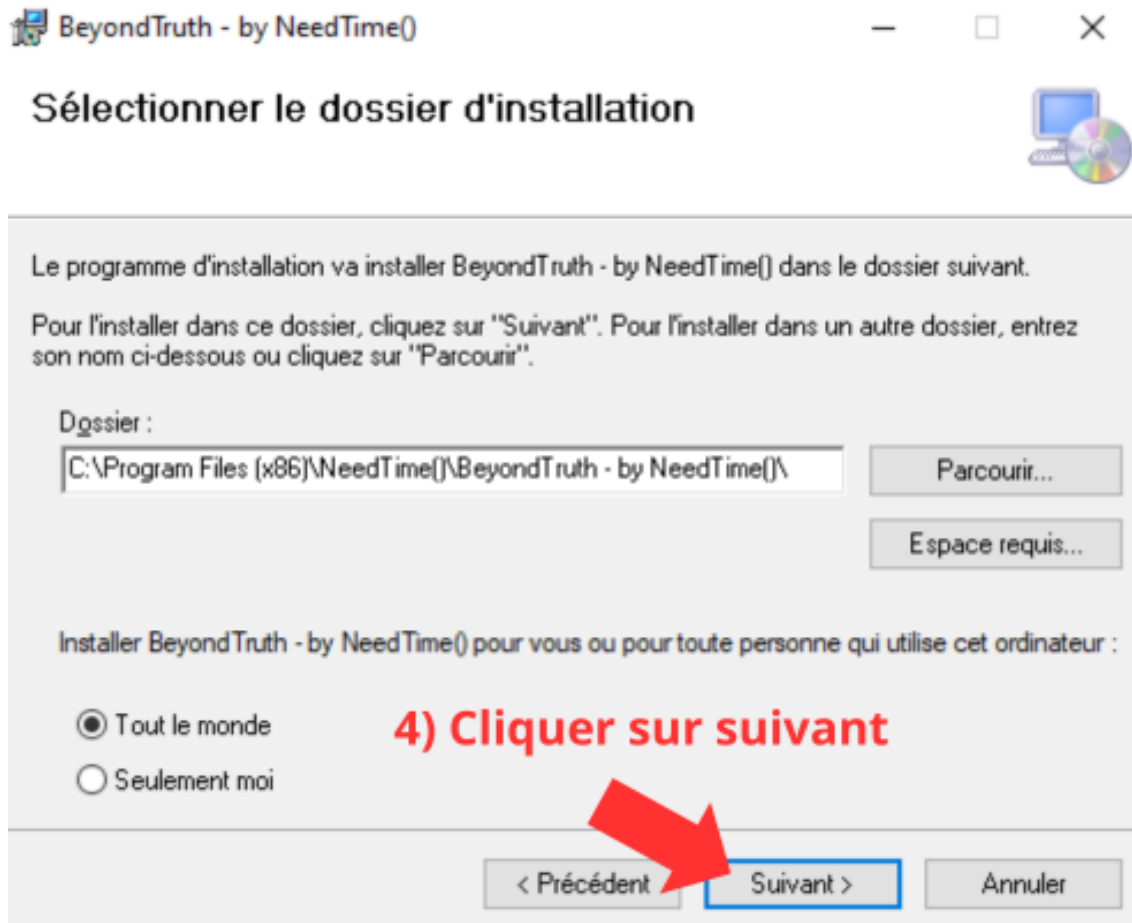 BeyondTruth - by NeedTime()
Sélectionner le dossier d'installation
Le programme d'installation va installer BeyondTruth - by NeedTime() dans le dossier suivant.
Pour l'installer dans ce dossier, cliquez sur "Suivant". Pour l'installer dans un autre dossier, entrez
son nom ci-dessous ou cliquez sur "Parcourir".
Dossier :
C:\Program Files (x86)\NeedTime()\BeyondTruth - by NeedTime()\
Parcourir...
Espace requis...
Installer BeyondTruth - by NeedTime() pour vous ou pour toute personne qui utilise cet ordinateur :
Tout le monde
4) Cliquer sur suivant
Seulement moi
< Précédent
Suivant >
Annuler